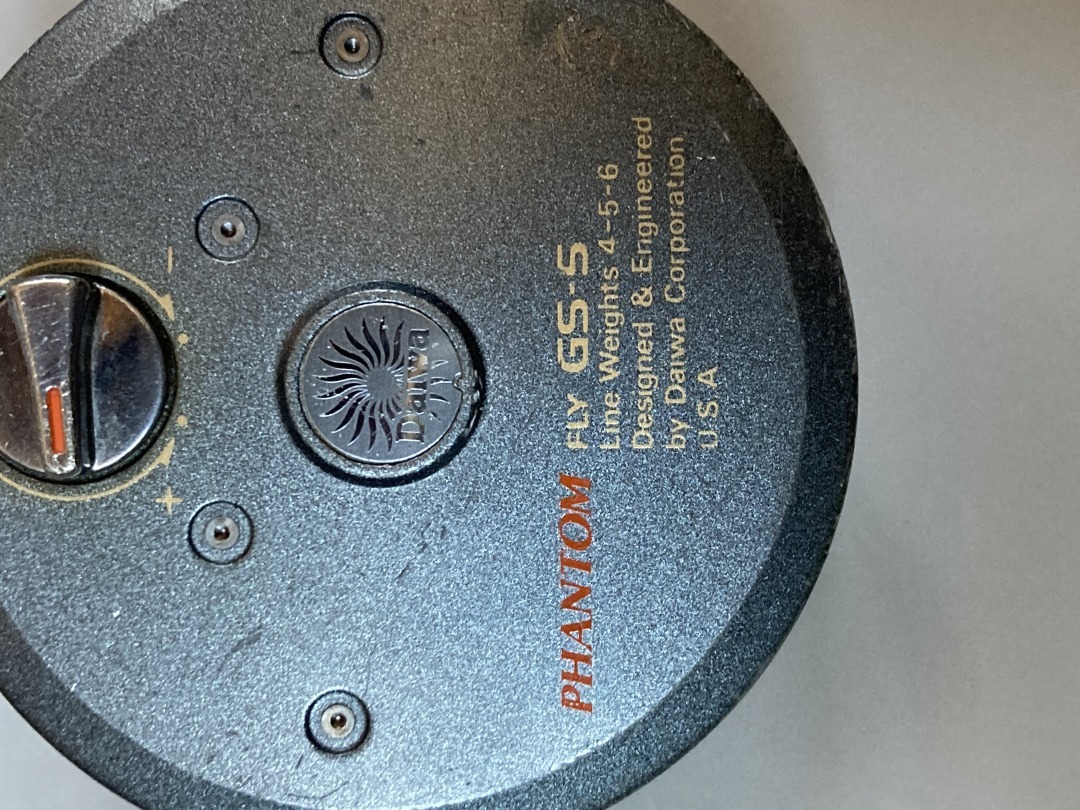 PHANTOM FLY GS-5
Line Weights 4-5-6
Designed & Engineered
by Daiwa Corporation
U.S.A
Daiwa
-
+